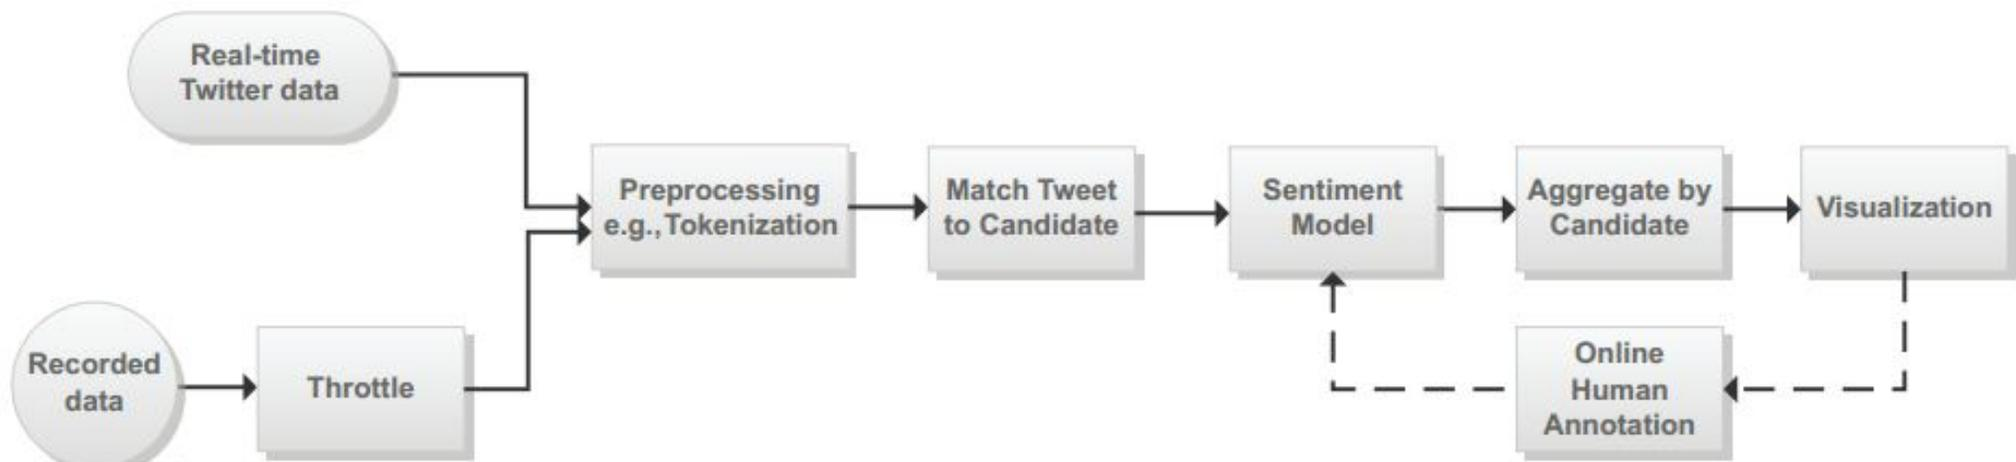 Real-time
Twitter data
Preprocessing
e.g.,Tokenization
Match Tweet
to Candidate
Sentiment
Model
Aggregate by
Candidate
Visualization
Recorded
data
Throttle
Online
Human
Annotation